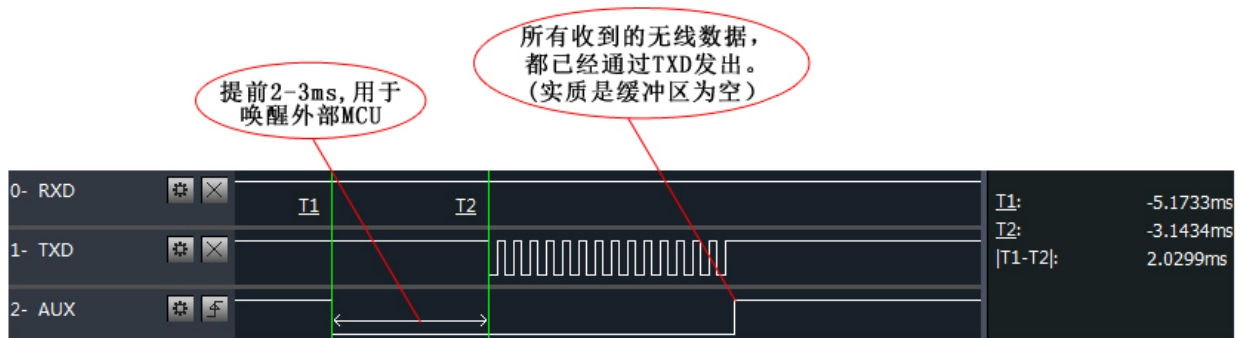 所有收到的无线数据，
都已经通过TXD发出。
(实质是缓冲区为空）
提前2-3ms,用于
唤醒外部MCU
0- RXD
T1
T2
1- TXD
2- AUX
T1: -5.1733ms
T2: -3.1434ms
|T1-T2|: 2.0299ms